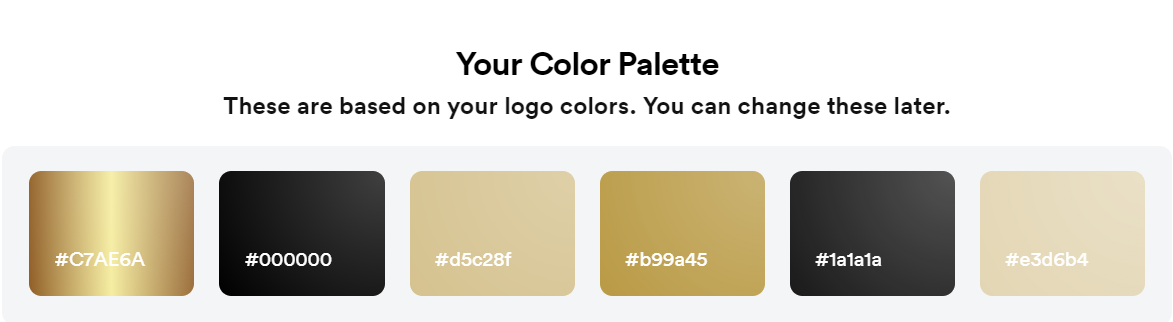 Your Color Palette
These are based on your logo colors. You can change these later.
#C7AE6A #000000 #d5c28f #b99a45 #1a1a1a #e3d6b4